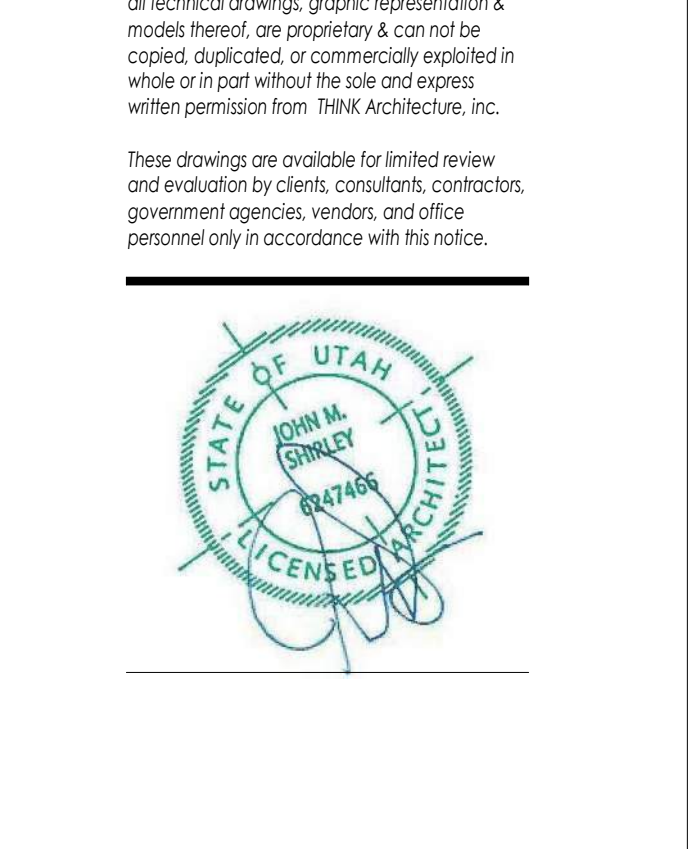 all technical drawings, graphic representation &
models thereof, are proprietary & can not be
copied, duplicated, or commercially exploited in
whole or in part without the sole and express
written permission from THINK Architecture, inc.
These drawings are available for limited review
and evaluation by clients, consultants, contractors,
government agencies, vendors, and office
personnel only in accordance with this notice.
STATE OF UTAH
JOHN M.
SHIRLEY
6247466
LICENSED ARCHITECT